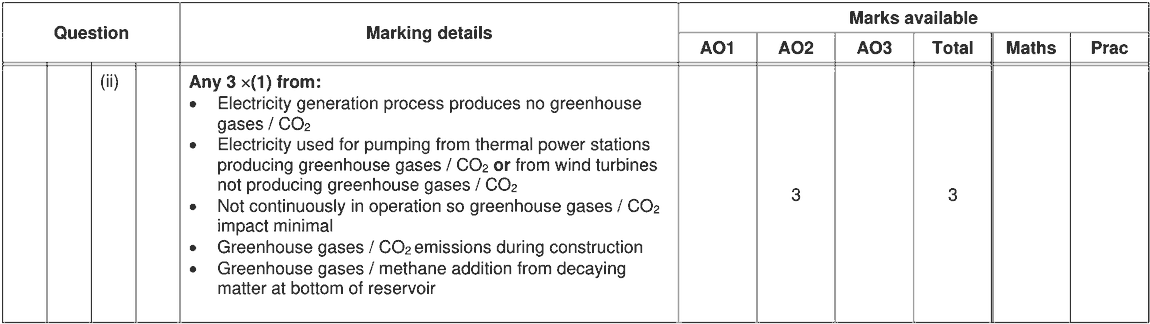 Question
Marking details
Marks available
AO1 AO2 AO3 Total Maths Prac
(ii)
Any 3 ×(1) from:
• Electricity generation process produces no greenhouse
gases / CO₂
• Electricity used for pumping from thermal power stations
producing greenhouse gases / CO₂ or from wind turbines
not producing greenhouse gases / CO₂
• Not continuously in operation so greenhouse gases / CO₂
impact minimal
• Greenhouse gases / CO₂ emissions during construction
• Greenhouse gases / methane addition from decaying
matter at bottom of reservoir
3 3